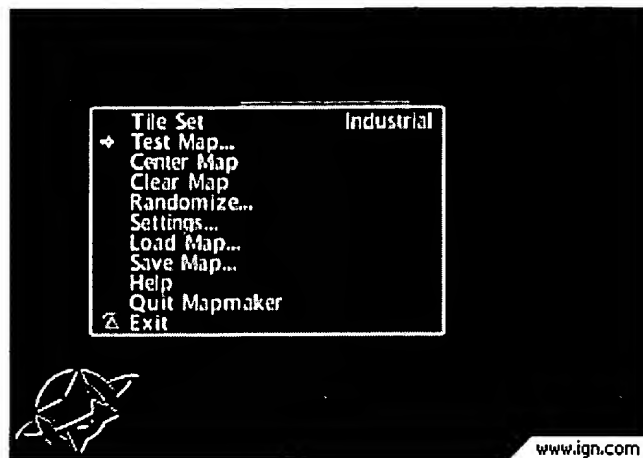 Tile Set Industrial
Test Map...
Center Map
Clear Map
Randomize...
Settings...
Load Map...
Save Map...
Help
Quit Mapmaker
Exit
www.ign.com